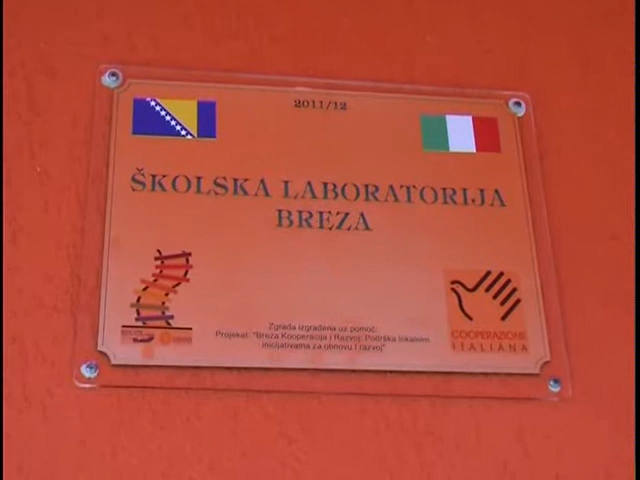 2011/12
ŠKOLSKA LABORATORIJA
BREZA
Zgrada izgrađena uz pomoć:
Projekat: "Breza Kooperacija i Razvoj: Podrška lokalnim
inicijativama za obnovu i razvoj"
COOPERAZIONE
ITALIANA